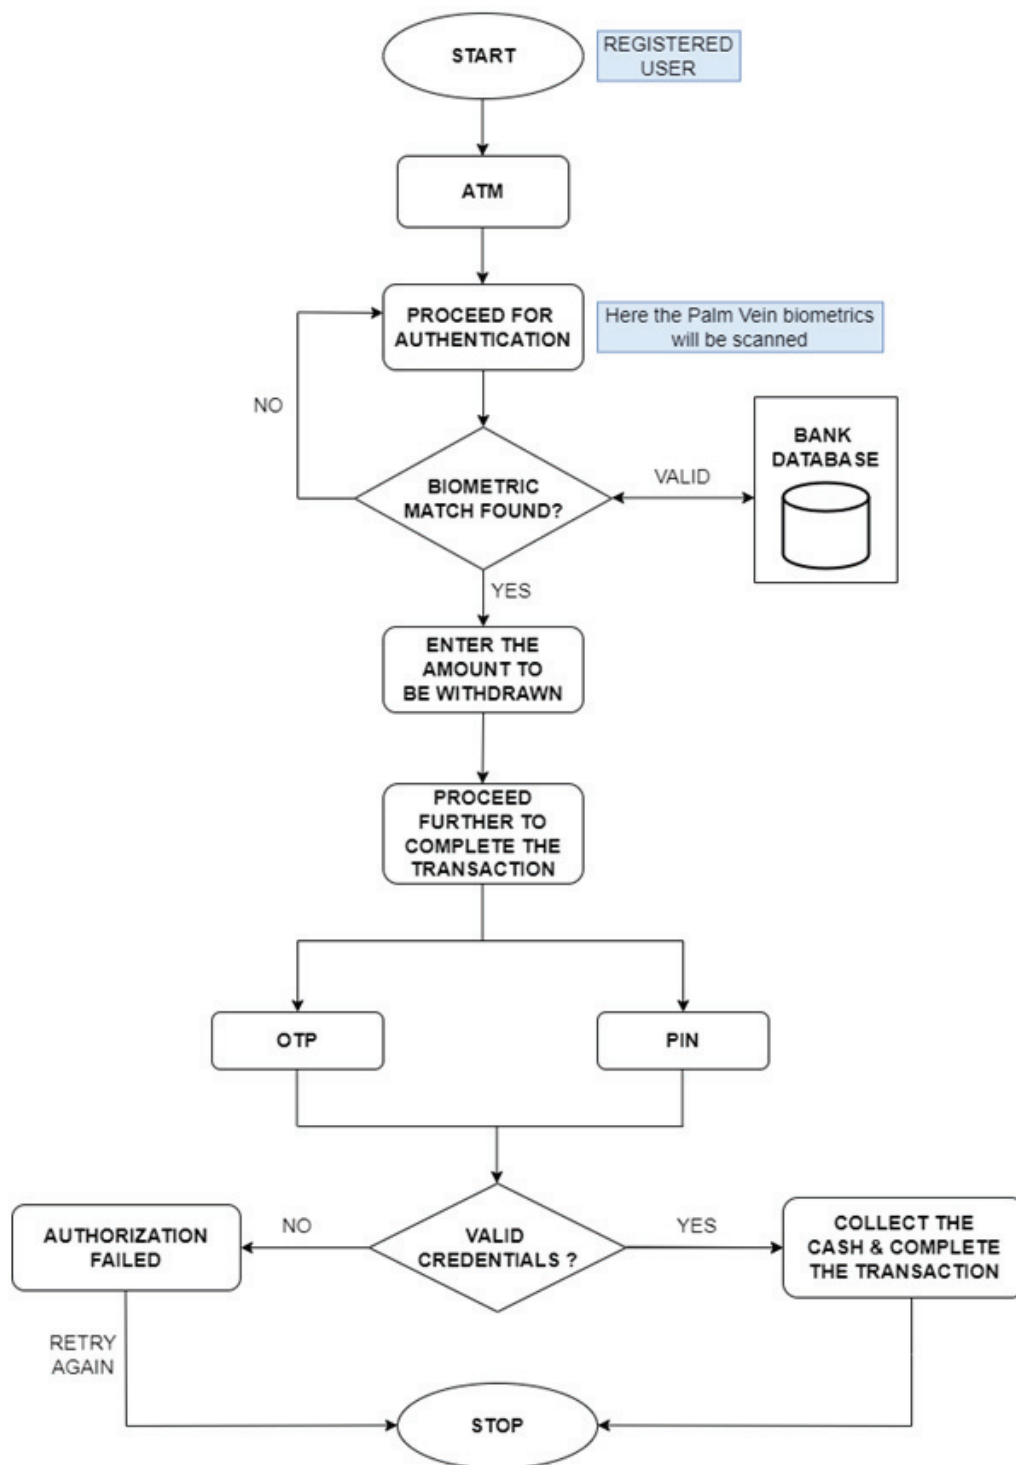 START
REGISTERED
USER
ATM
PROCEED FOR
AUTHENTICATION
Here the Palm Vein biometrics
will be scanned
NO
BIOMETRIC
MATCH FOUND?
VALID
BANK
DATABASE
YES
ENTER THE
AMOUNT TO
BE WITHDRAWN
PROCEED
FURTHER TO
COMPLETE THE
TRANSACTION
OTP
PIN
AUTHORIZATION
FAILED
NO
VALID
CREDENTIALS ?
YES
COLLECT THE
CASH & COMPLETE
THE TRANSACTION
RETRY
AGAIN
STOP